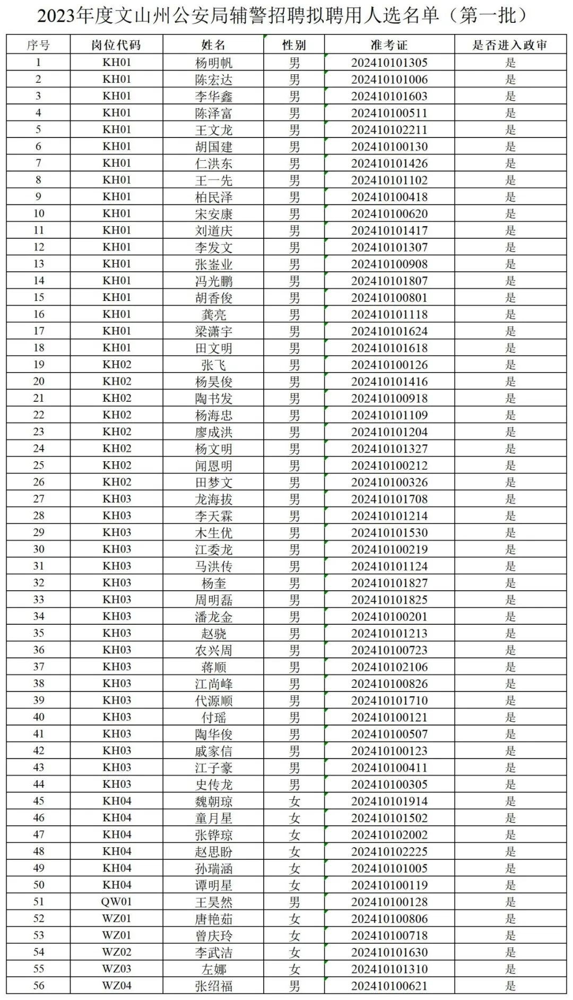 2023年度文山州公安局辅警招聘拟聘用人选名单（第一批）
序号 岗位代码 姓名 性别 准考证 是否进入政审
1 KH01 杨明帆 男 202410101305 是
2 KH01 陈宏达 男 202410101006 是
3 KH01 李华鑫 男 202410101603 是
4 KH01 陈泽富 男 202410100511 是
5 KH01 王文龙 男 202410102211 是
6 KH01 胡国建 男 202410100130 是
7 KH01 仁洪东 男 202410101426 是
8 KH01 王一先 男 202410101102 是
9 KH01 柏民泽 男 202410100418 是
10 KH01 宋安康 男 202410100620 是
11 KH01 刘道庆 男 202410101417 是
12 KH01 李发文 男 202410101307 是
13 KH01 张崟业 男 202410100908 是
14 KH01 冯光鹏 男 202410101807 是
15 KH01 胡香俊 男 202410100801 是
16 KH01 龚亮 男 202410101118 是
17 KH01 梁潇宇 男 202410101624 是
18 KH01 田文明 男 202410101618 是
19 KH02 张飞 男 202410100126 是
20 KH02 杨昊俊 男 202410101416 是
21 KH02 陶书发 男 202410100918 是
22 KH02 杨海忠 男 202410101109 是
23 KH02 廖成洪 男 202410101204 是
24 KH02 杨文明 男 202410101327 是
25 KH02 闻恩明 男 202410100212 是
26 KH02 田梦文 男 202410100326 是
27 KH03 龙海拔 男 202410101708 是
28 KH03 李天霖 男 202410101214 是
29 KH03 木生优 男 202410101530 是
30 KH03 江委龙 男 202410100219 是
31 KH03 马洪传 男 202410101124 是
32 KH03 杨奎 男 202410101827 是
33 KH03 周明磊 男 202410101825 是
34 KH03 潘龙金 男 202410100201 是
35 KH03 赵骁 男 202410101213 是
36 KH03 农兴周 男 202410100723 是
37 KH03 蒋顺 男 202410102106 是
38 KH03 江尚峰 男 202410100826 是
39 KH03 代源顺 男 202410101710 是
40 KH03 付瑶 男 202410100121 是
41 KH03 陶华俊 男 202410100507 是
42 KH03 戚家信 男 202410100123 是
43 KH03 江子豪 男 202410100411 是
44 KH03 史传龙 男 202410100305 是
45 KH04 魏朝琼 女 202410101914 是
46 KH04 童月星 女 202410101502 是
47 KH04 张铧琼 女 202410102002 是
48 KH04 赵思盼 女 202410102225 是
49 KH04 孙瑞涵 女 202410101005 是
50 KH04 谭明星 女 202410100119 是
51 QW01 王昊然 男 202410100128 是
52 WZ01 唐艳茹 女 202410100806 是
53 WZ01 曾庆玲 女 202410100718 是
54 WZ02 李武洁 女 202410101630 是
55 WZ03 左娜 女 202410101310 是
56 WZ04 张绍福 男 202410100621 是